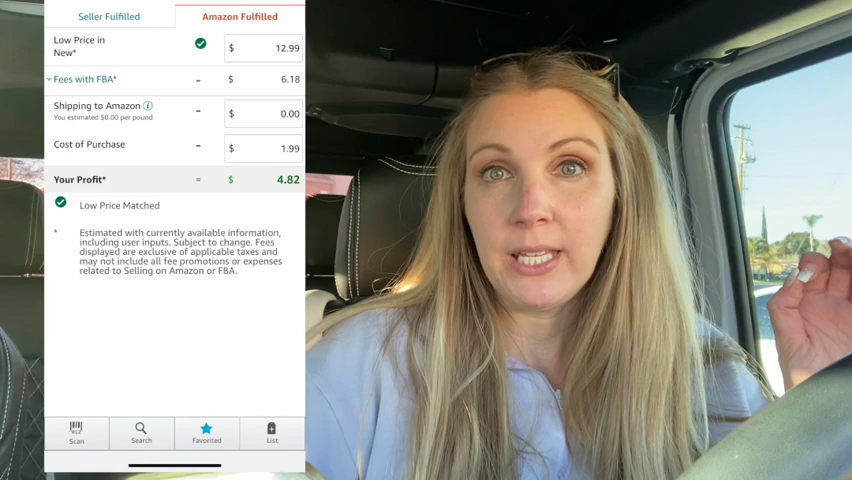 Seller Fulfilled
Amazon Fulfilled
Low Price in
New*
$ 12.99
Fees with FBA* - $ 6.18
Shipping to Amazon
You estimated $0.00 per pound
- $ 0.00
Cost of Purchase - $ 1.99
Your Profit* = $ 4.82
Low Price Matched
* Estimated with currently available information,
including user inputs. Subject to change. Fees
displayed are exclusive of applicable taxes and
may not include all fee promotions or expenses
related to Selling on Amazon or FBA.
Scan
Search
Favorited
List